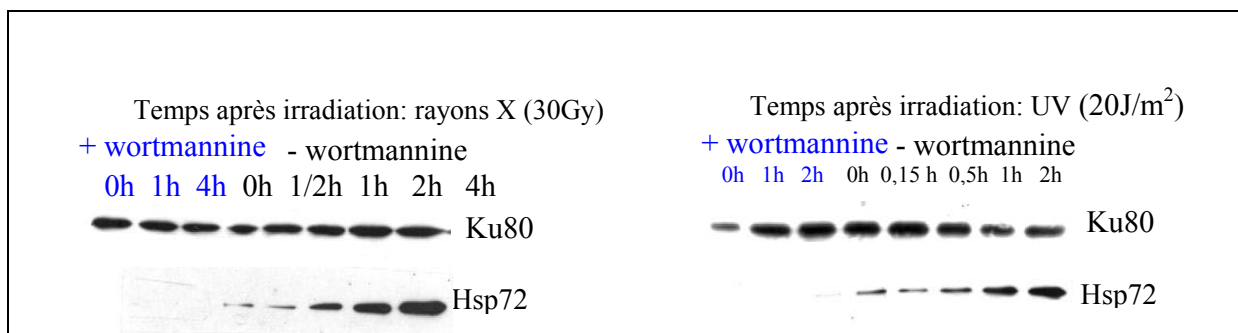 Temps après irradiation: rayons X (30Gy)
+ wortmannine - wortmannine
0h 1h 4h 0h 1/2h 1h 2h 4h
Ku80
Hsp72
Temps après irradiation: UV (20J/m²)
+ wortmannine - wortmannine
0h 1h 2h 0h 0,15 h 0,5h 1h 2h
Ku80
Hsp72